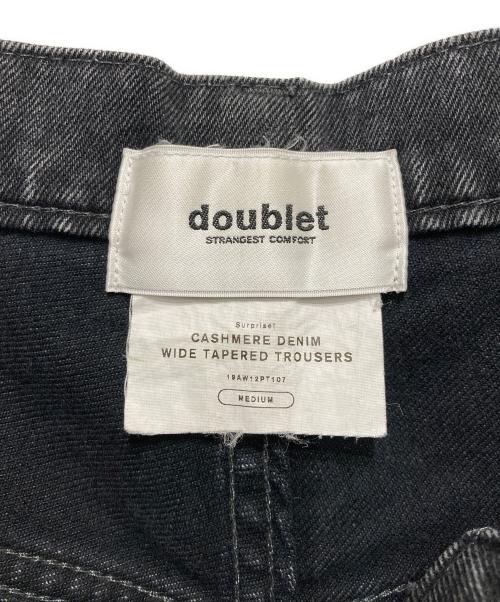 doublet
STRANGEST COMFORT
Surprise!
CASHMERE DENIM
WIDE TAPERED TROUSERS
19AW12PT107
MEDIUM